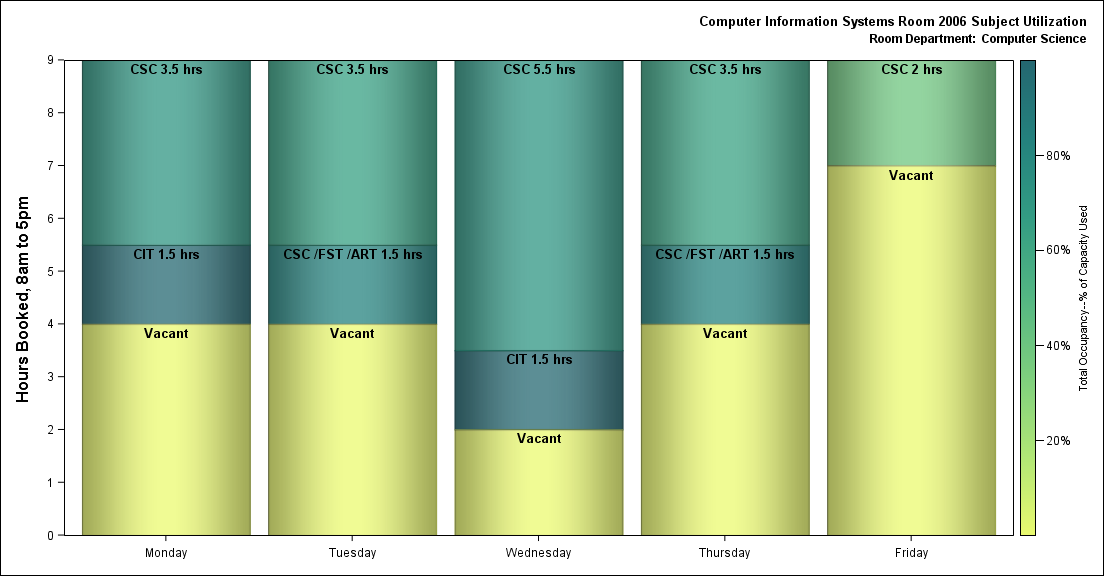 Computer Information Systems Room 2006 Subject Utilization
Room Department: Computer Science
Hours Booked, 8am to 5pm
9
8
7
6
5
4
3
2
1
0
CSC 3.5 hrs
CIT 1.5 hrs
Vacant
CSC 3.5 hrs
CSC /FST /ART 1.5 hrs
Vacant
CSC 5.5 hrs
CIT 1.5 hrs
Vacant
CSC 3.5 hrs
CSC /FST /ART 1.5 hrs
Vacant
CSC 2 hrs
Vacant
Monday
Tuesday
Wednesday
Thursday
Friday
80%
60%
40%
20%
Total Occupancy--% of Capacity Used